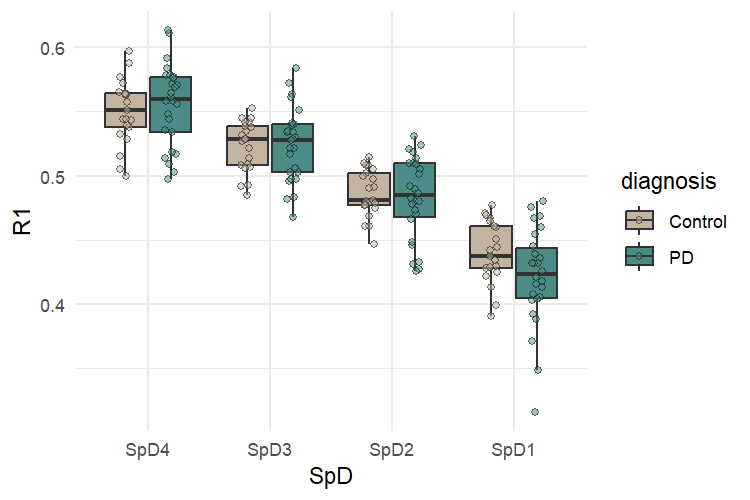 0.6
0.5
0.4
R1
SpD4
SpD3
SpD2
SpD1
SpD
diagnosis
Control
PD